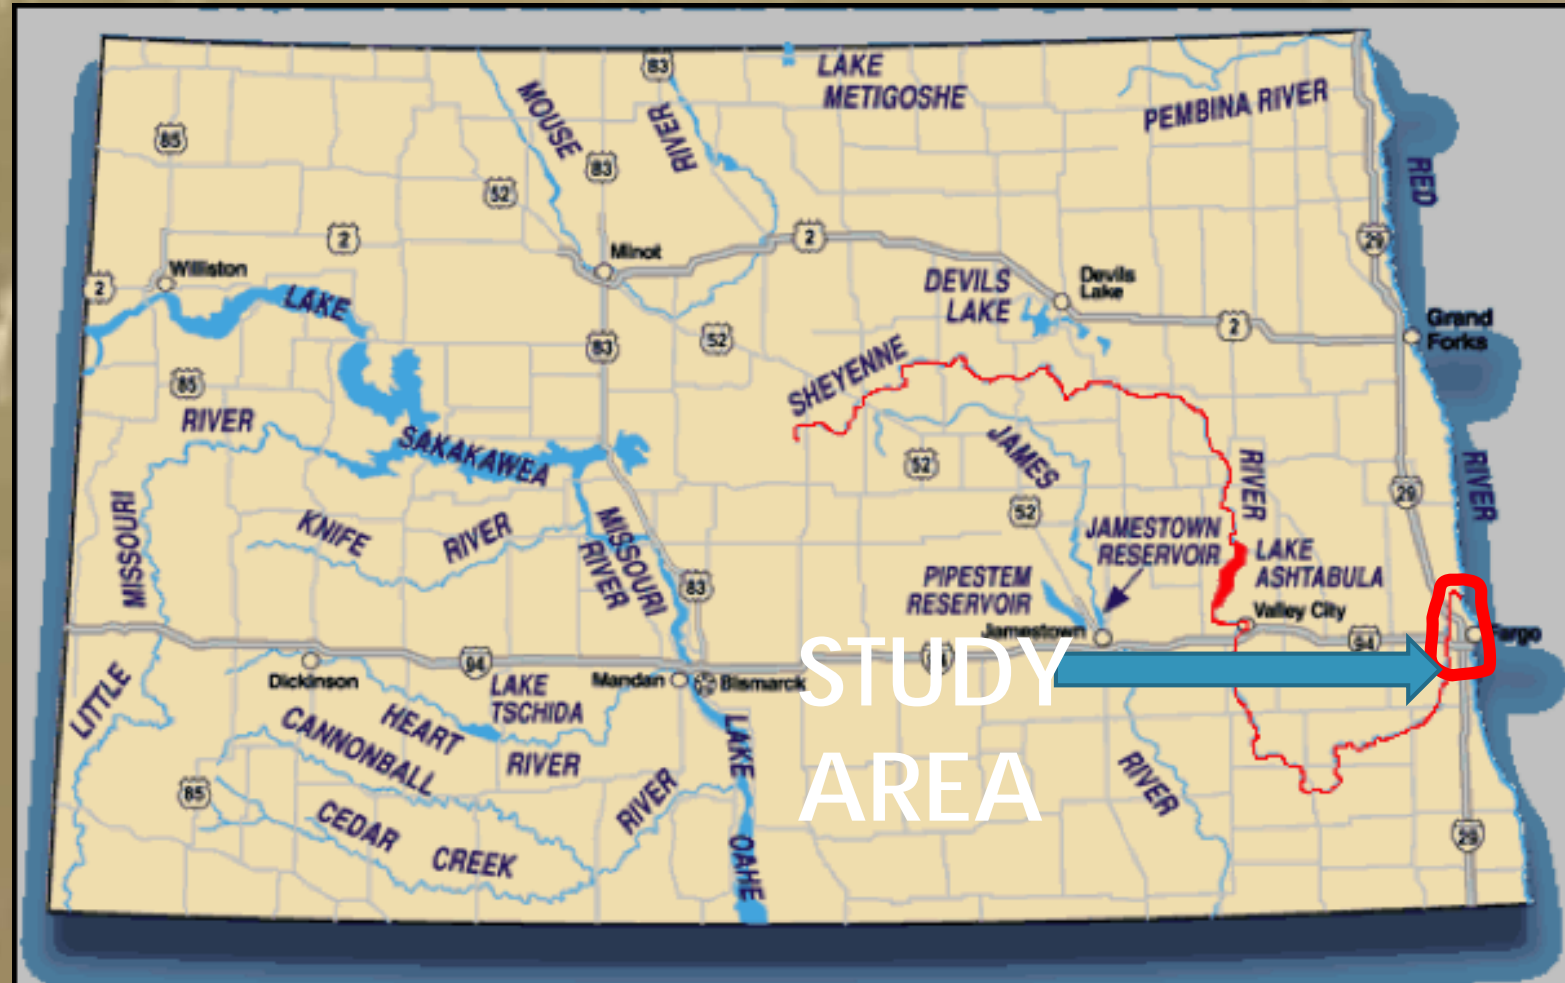 83
LAKE
METIGOSHE
PEMBINA RIVER
MOUSE
RIVER
85
83
52
RED
2
2
29
Minot
Williston
2
LAKE
DEVILS
LAKE
Devils
Lake
2
Grand
Forks
83
52
SHEYENNE
85
RIVER
SAKAKAWEA
JAMES
52
RIVER
RIVER
29
MISSOURI
KNIFE
RIVER
MISSOURI
RIVER
52
JAMESTOWN
RESERVOIR
LAKE
ASHTABULA
PIPESTEM
RESERVOIR
83
Valley City
Jamestown
94
Fargo
94
94
STUDY
AREA
LITTLE
Dickinson
LAKE
TSCHIDA
Mandan
Bismarck
HEART
RIVER
CANNONBALL
LAKE
OAHE
RIVER
RIVER
85
CEDAR
CREEK
29